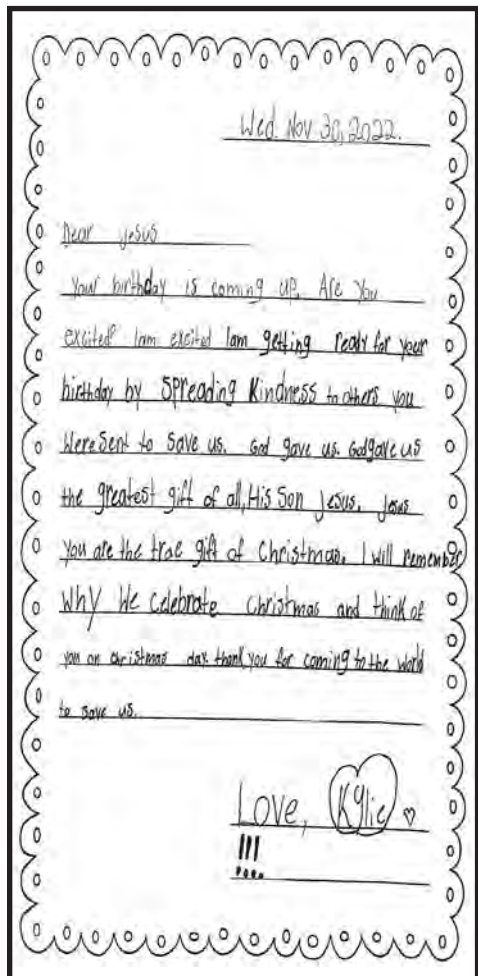 Wed. Nov 30, 2022.
Dear Jesus
Your birthday is coming up. Are you
excited? Iam excited Iam getting ready for your
birthday by spreading kindness to others you
were sent to save us. God gave us. God gave us
the greatest gift of all, His Son Jesus. Jesus
you are the true gift of Christmas. I will remember
why we celebrate christmas and think of
you on christmas day. thank you for coming to the world
to save us.
Love, Kylie ♡
!!!